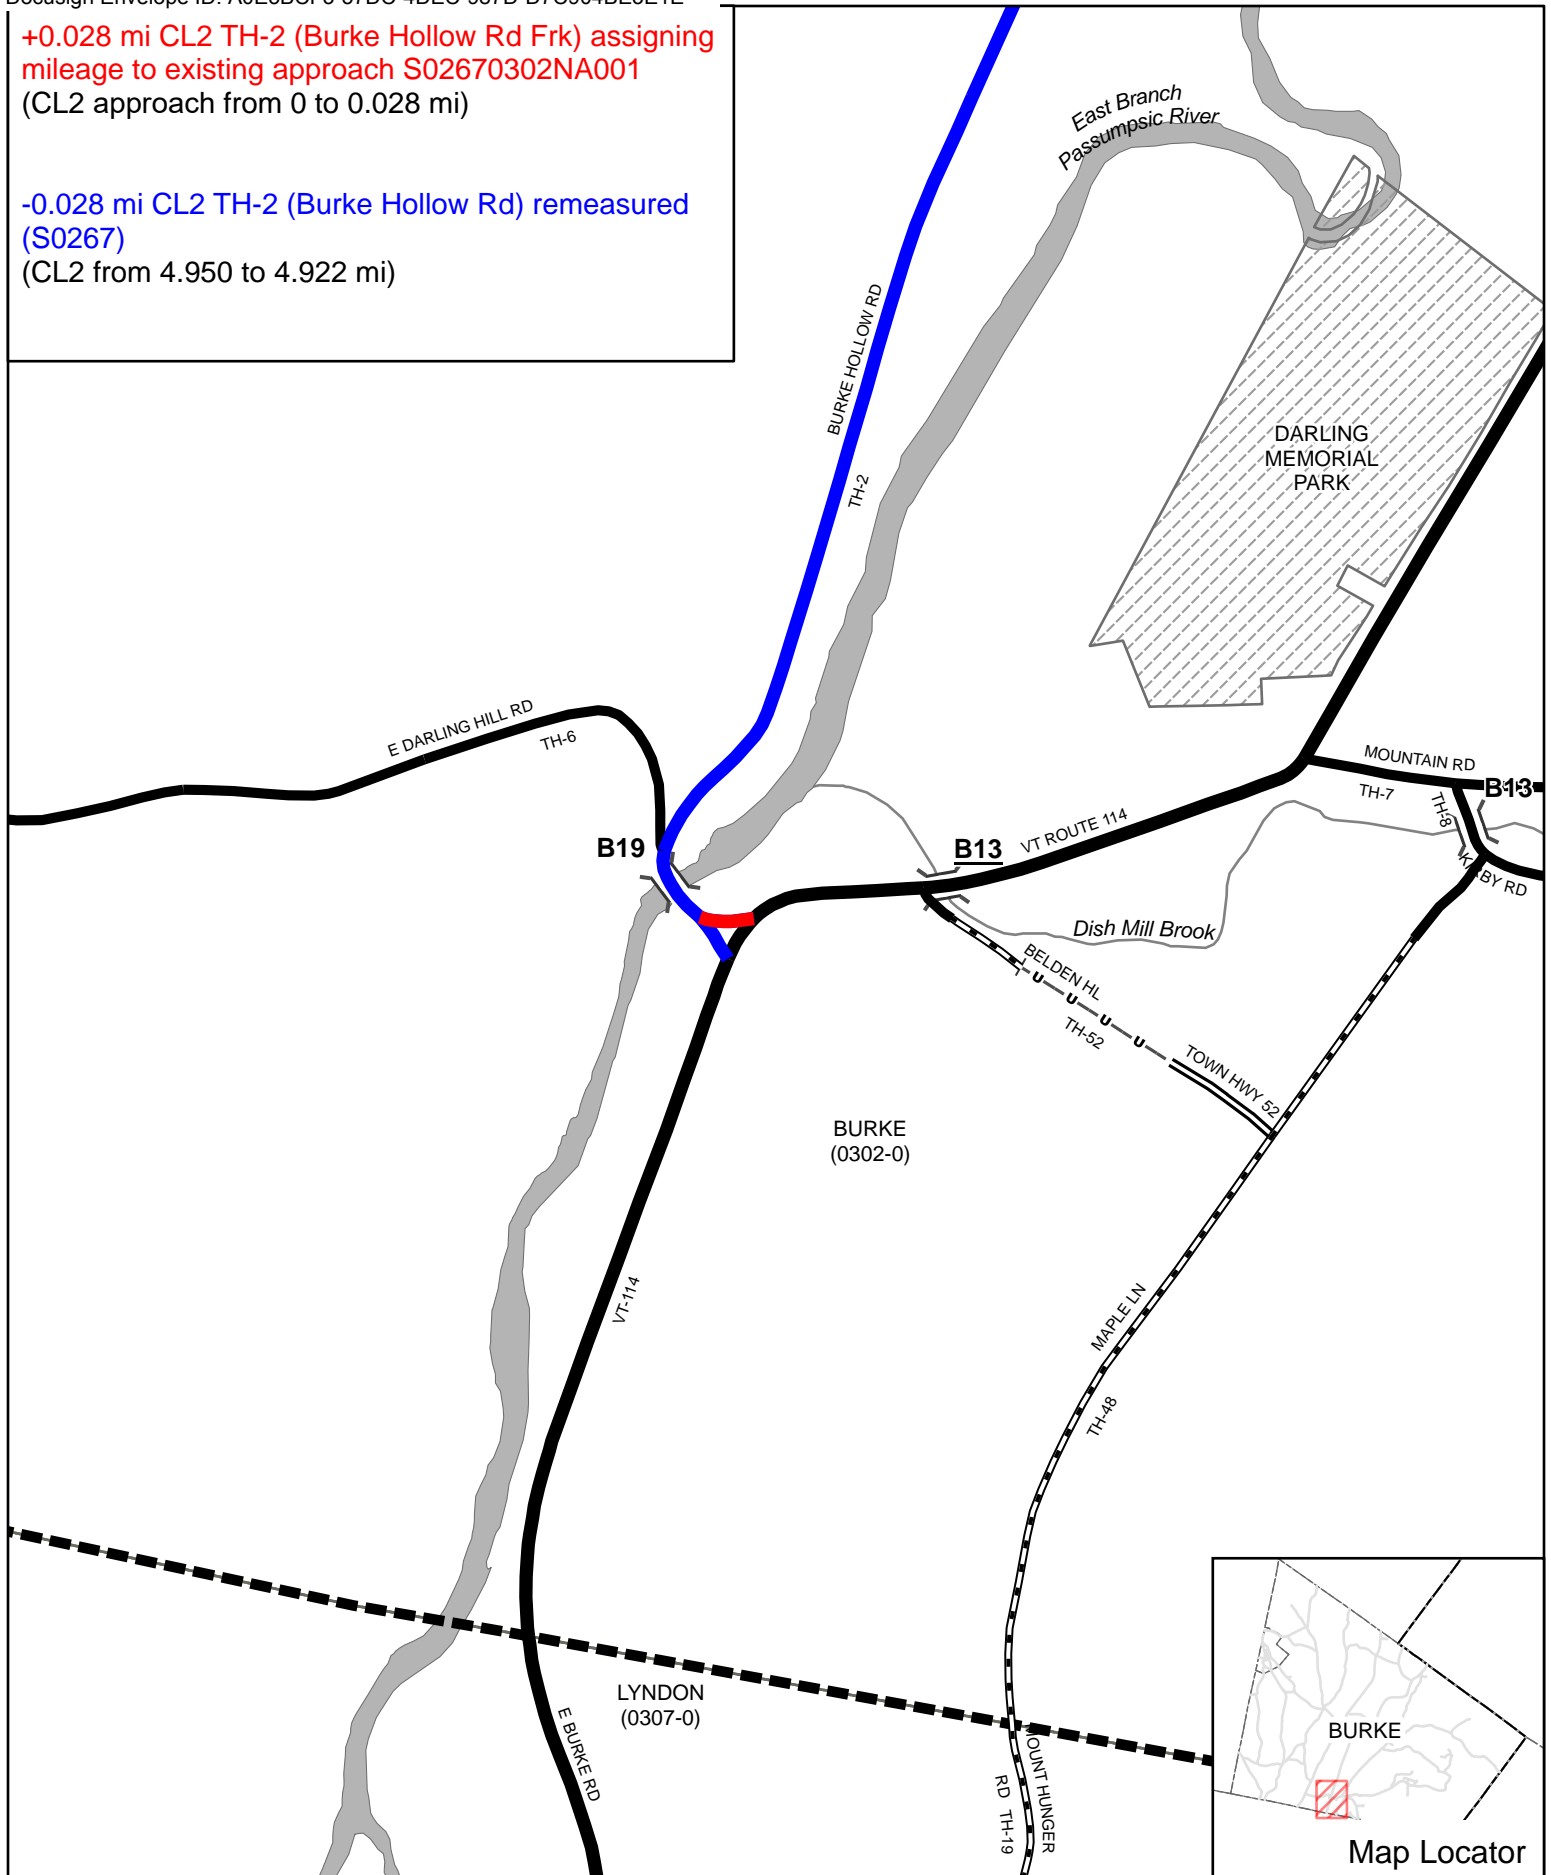 +0.028 mi CL2 TH-2 (Burke Hollow Rd Frk) assigning
mileage to existing approach S02670302NA001
(CL2 approach from 0 to 0.028 mi)
-0.028 mi CL2 TH-2 (Burke Hollow Rd) remeasured
(S0267)
(CL2 from 4.950 to 4.922 mi)
East Branch
Passumpsic River
BURKE HOLLOW RD
TH-2
DARLING
MEMORIAL
PARK
E DARLING HILL RD
TH-6
MOUNTAIN RD
TH-7
TH-8
B13
B19
B13
VT ROUTE 114
KIRBY RD
Dish Mill Brook
BELDEN HL
U
U
U
U
TH-52
TOWN HWY 52
BURKE
(0302-0)
VT-114
MAPLE LN
TH-48
LYNDON
(0307-0)
E BURKE RD
MOUNT HUNGER
RD TH-19
BURKE
Map Locator